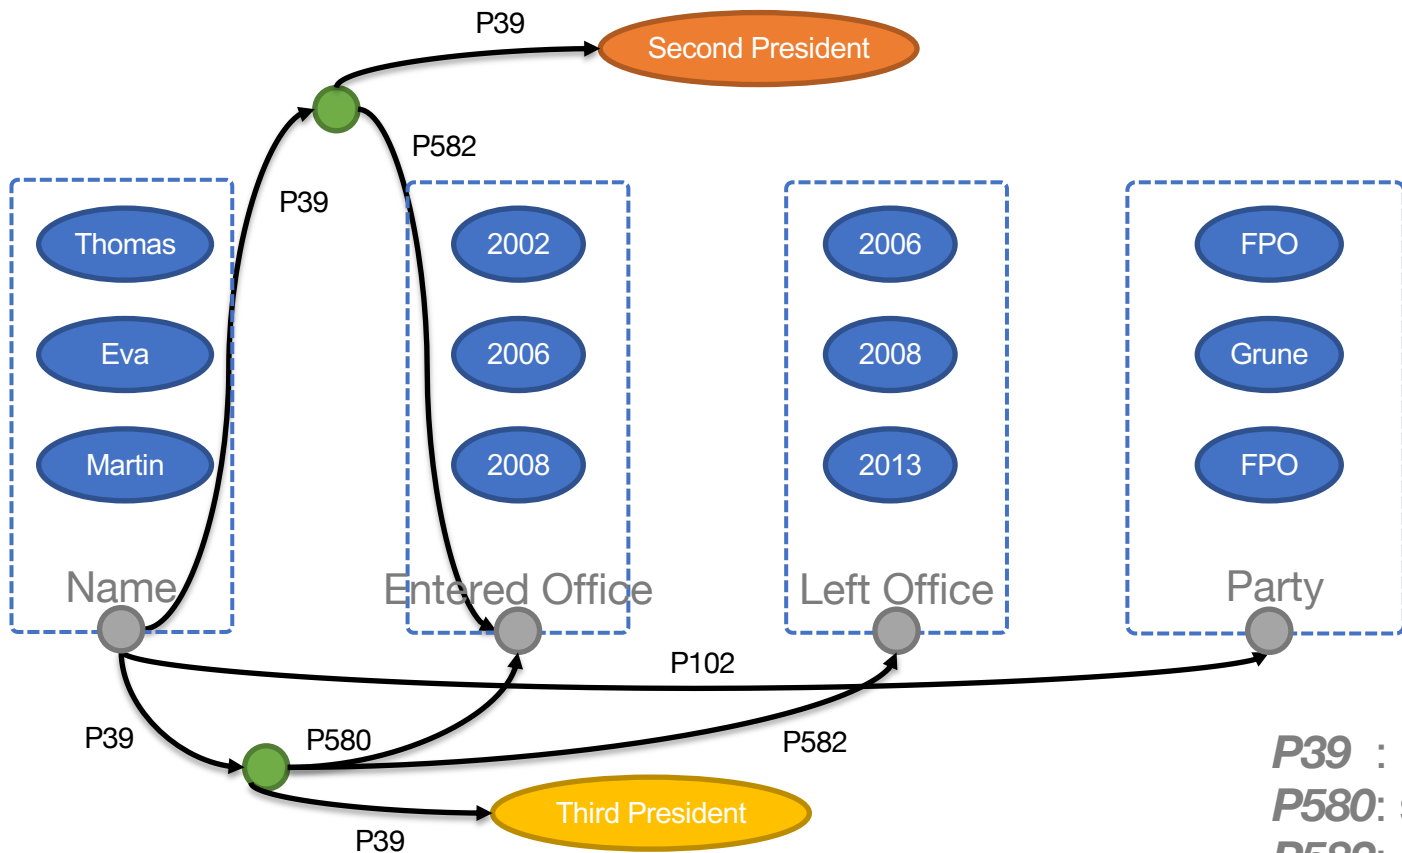 P39
Second President
P582
P39
Thomas
2002
2006
FPO
Eva
2006
2008
Grune
Martin
2008
2013
FPO
Name
Entered Office
Left Office
Party
P102
P39
P580
P582
P39 :
Third President
P580:
P39